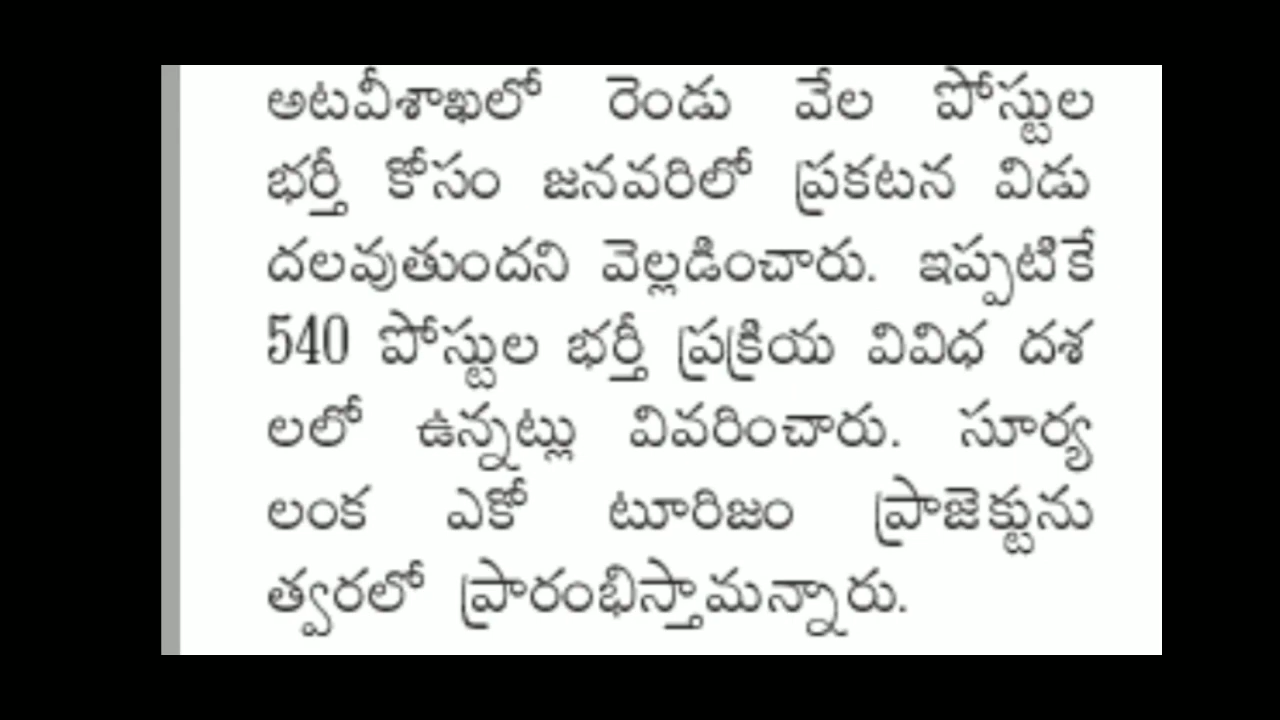 అటవీశాఖలో రెండు వేల పోస్టుల
భర్తీ కోసం జనవరిలో ప్రకటన విడు
దలవుతుందని వెల్లడించారు. ఇప్పటికే
540 పోస్టుల భర్తీ ప్రక్రియ వివిధ దశ
లలో ఉన్నట్లు వివరించారు. సూర్య
లంక ఎకో టూరిజం ప్రాజెక్టును
త్వరలో ప్రారంభిస్తామన్నారు.